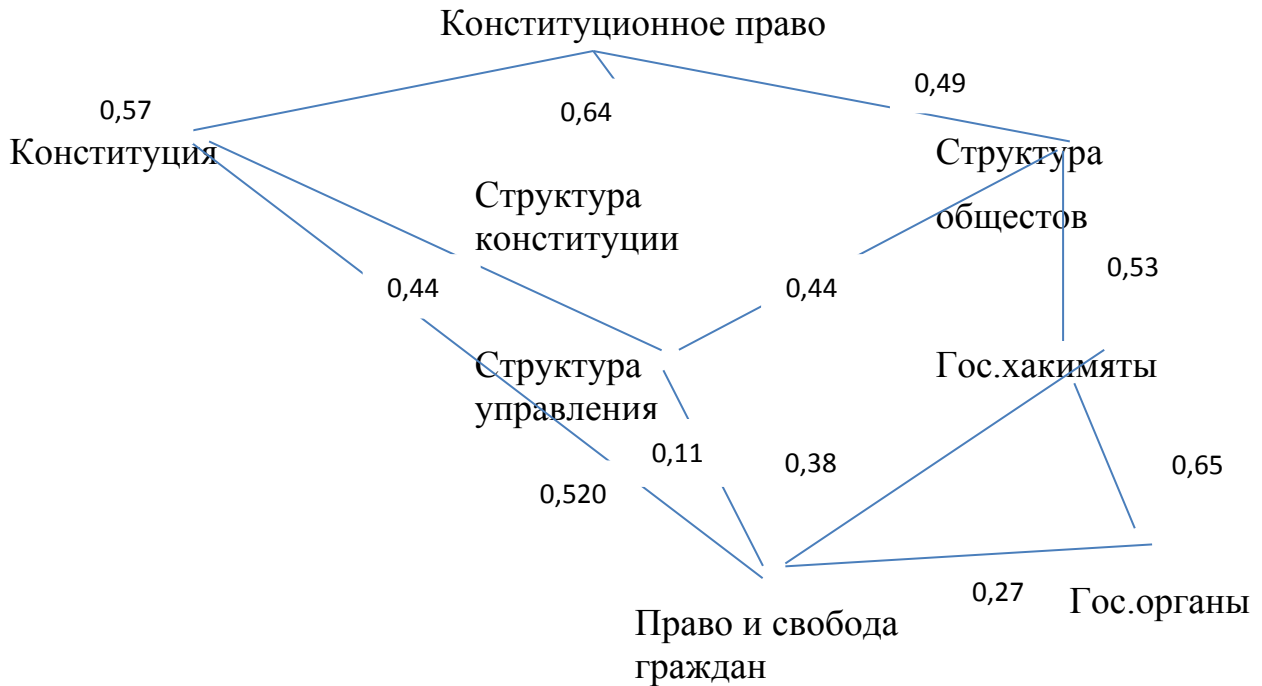 Конституционное право
0,49
0,57
0,64
Конституция
Структура
общестов
Структура
конституции
0,53
0,44
0,44
Структура
управления
Гос.хакимяты
0,11
0,38
0,65
0,520
0,27
Гос.органы
Право и свобода
граждан